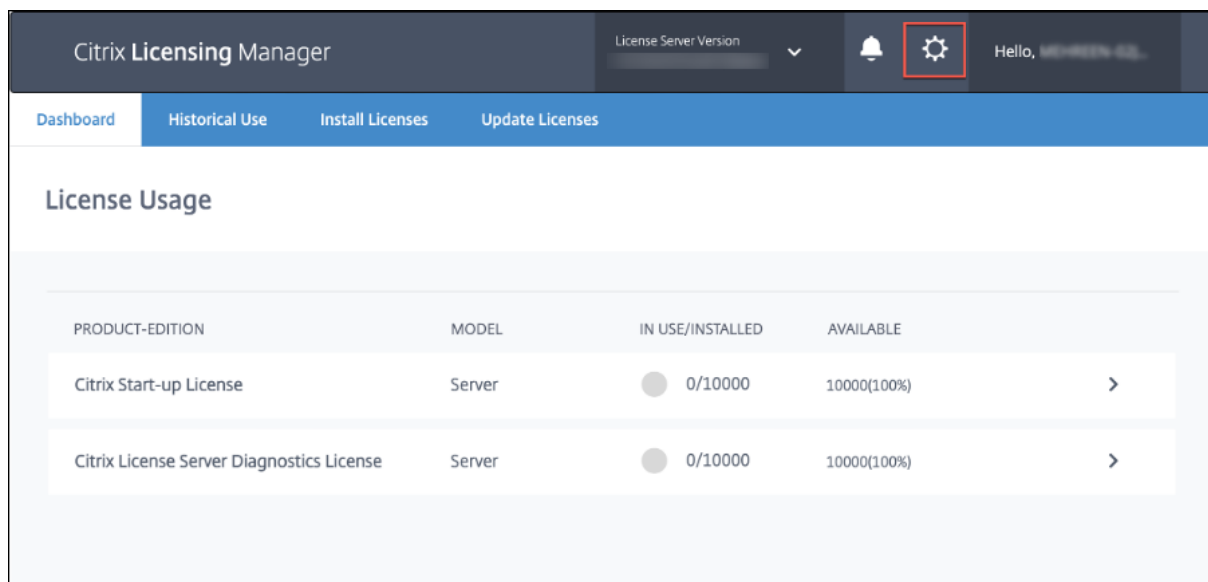 Citrix Licensing Manager
License Server Version
Hello,
Dashboard Historical Use Install Licenses Update Licenses
License Usage
PRODUCT-EDITION MODEL IN USE/INSTALLED AVAILABLE
Citrix Start-up License Server 0/10000 10000(100%)
Citrix License Server Diagnostics License Server 0/10000 10000(100%)